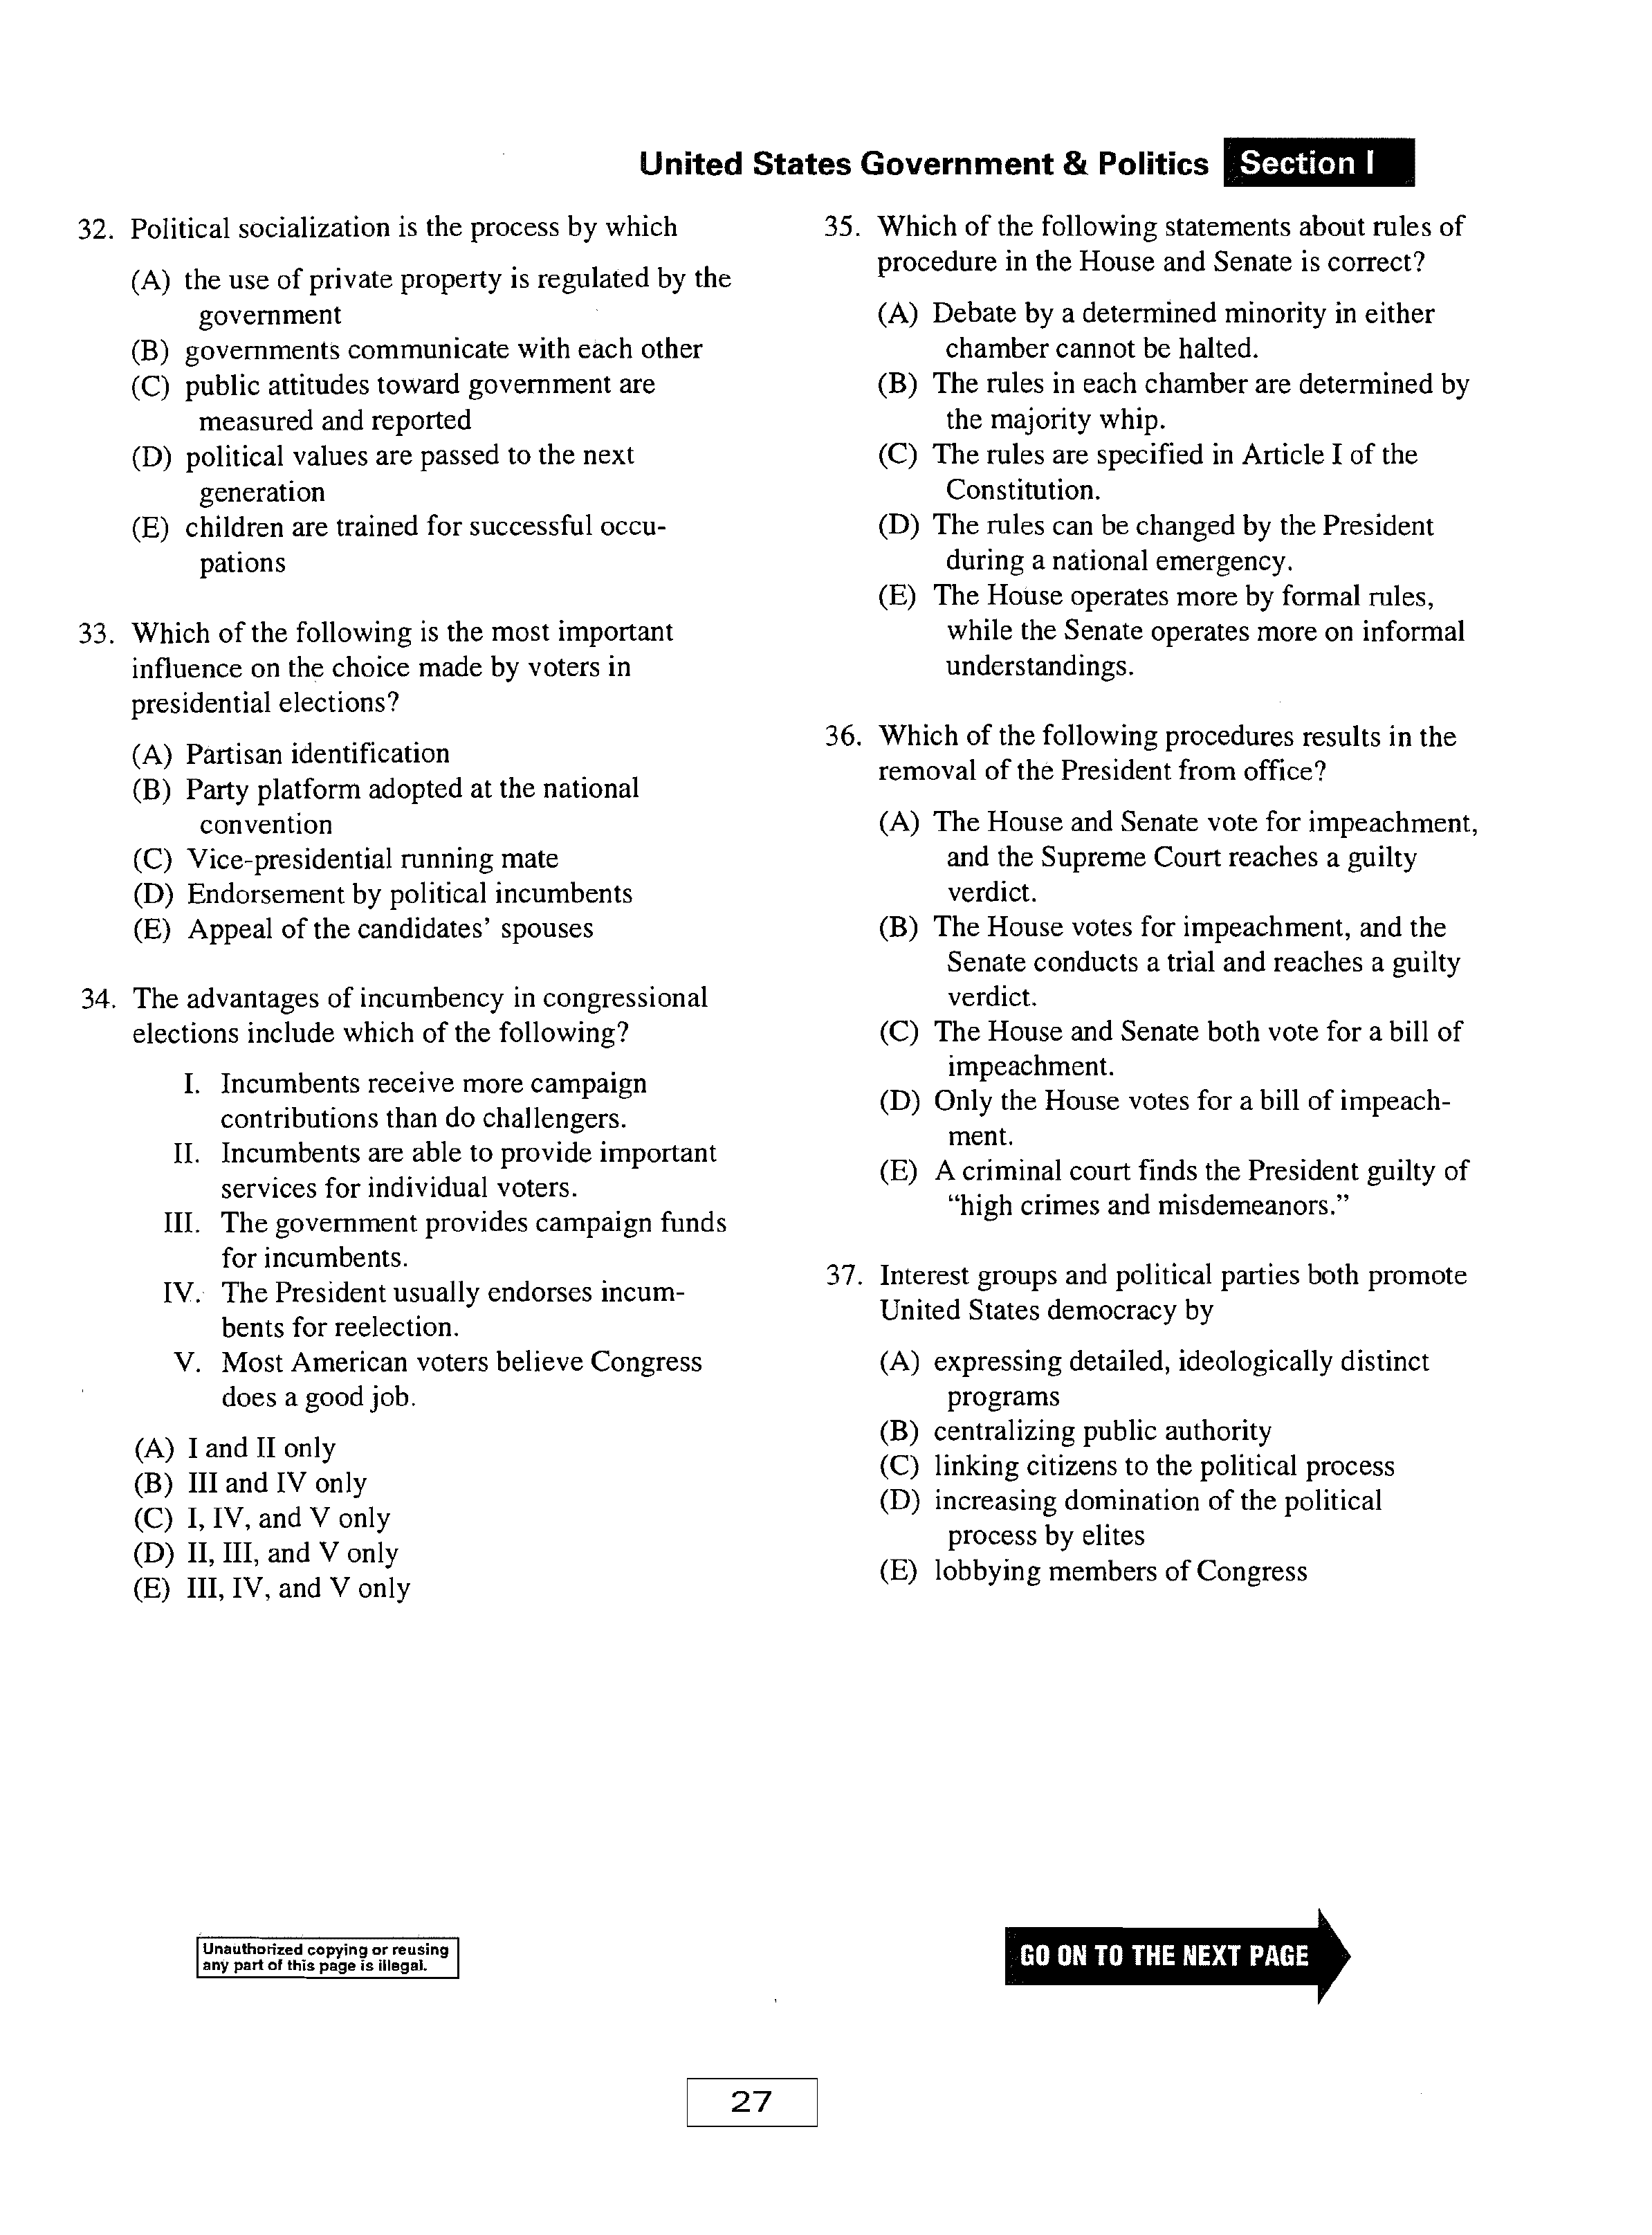 United States Government & Politics Section I
32. Political socialization is the process by which
(A) the use of private property is regulated by the
government
(B) governments communicate with each other
(C) public attitudes toward government are
measured and reported
(D) political values are passed to the next
generation
(E) children are trained for successful occu-
pations
33. Which of the following is the most important
influence on the choice made by voters in
presidential elections?
(A) Partisan identification
(B) Party platform adopted at the national
convention
(C) Vice-presidential running mate
(D) Endorsement by political incumbents
(E) Appeal of the candidates' spouses
34. The advantages of incumbency in congressional
elections include which of the following?
I. Incumbents receive more campaign
contributions than do challengers.
II. Incumbents are able to provide important
services for individual voters.
III. The government provides campaign funds
for incumbents.
IV. The President usually endorses incum-
bents for reelection.
V. Most American voters believe Congress
does a good job.
(A) I and II only
(B) III and IV only
(C) I, IV, and V only
(D) II, III, and V only
(E) III, IV, and V only
35. Which of the following statements about rules of
procedure in the House and Senate is correct?
(A) Debate by a determined minority in either
chamber cannot be halted.
(B) The rules in each chamber are determined by
the majority whip.
(C) The rules are specified in Article I of the
Constitution.
(D) The rules can be changed by the President
during a national emergency.
(E) The House operates more by formal rules,
while the Senate operates more on informal
understandings.
36. Which of the following procedures results in the
removal of the President from office?
(A) The House and Senate vote for impeachment,
and the Supreme Court reaches a guilty
verdict.
(B) The House votes for impeachment, and the
Senate conducts a trial and reaches a guilty
verdict.
(C) The House and Senate both vote for a bill of
impeachment.
(D) Only the House votes for a bill of impeach-
ment.
(E) A criminal court finds the President guilty of
"high crimes and misdemeanors."
37. Interest groups and political parties both promote
United States democracy by
(A) expressing detailed, ideologically distinct
programs
(B) centralizing public authority
(C) linking citizens to the political process
(D) increasing domination of the political
process by elites
(E) lobbying members of Congress
Unauthorized copying or reusing
any part of this page is illegal.
GO ON TO THE NEXT PAGE
27